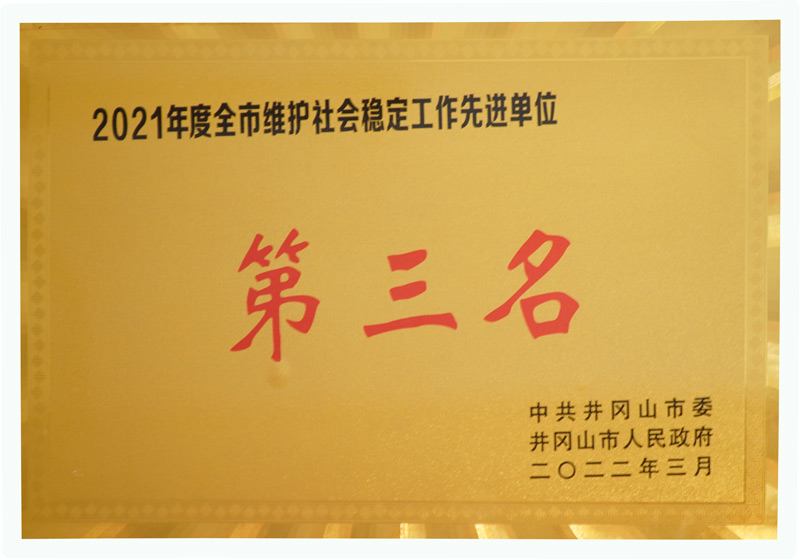 2021年度全市维护社会稳定工作先进单位
第三名
中共井冈山市委
井冈山市人民政府
二〇二二年三月